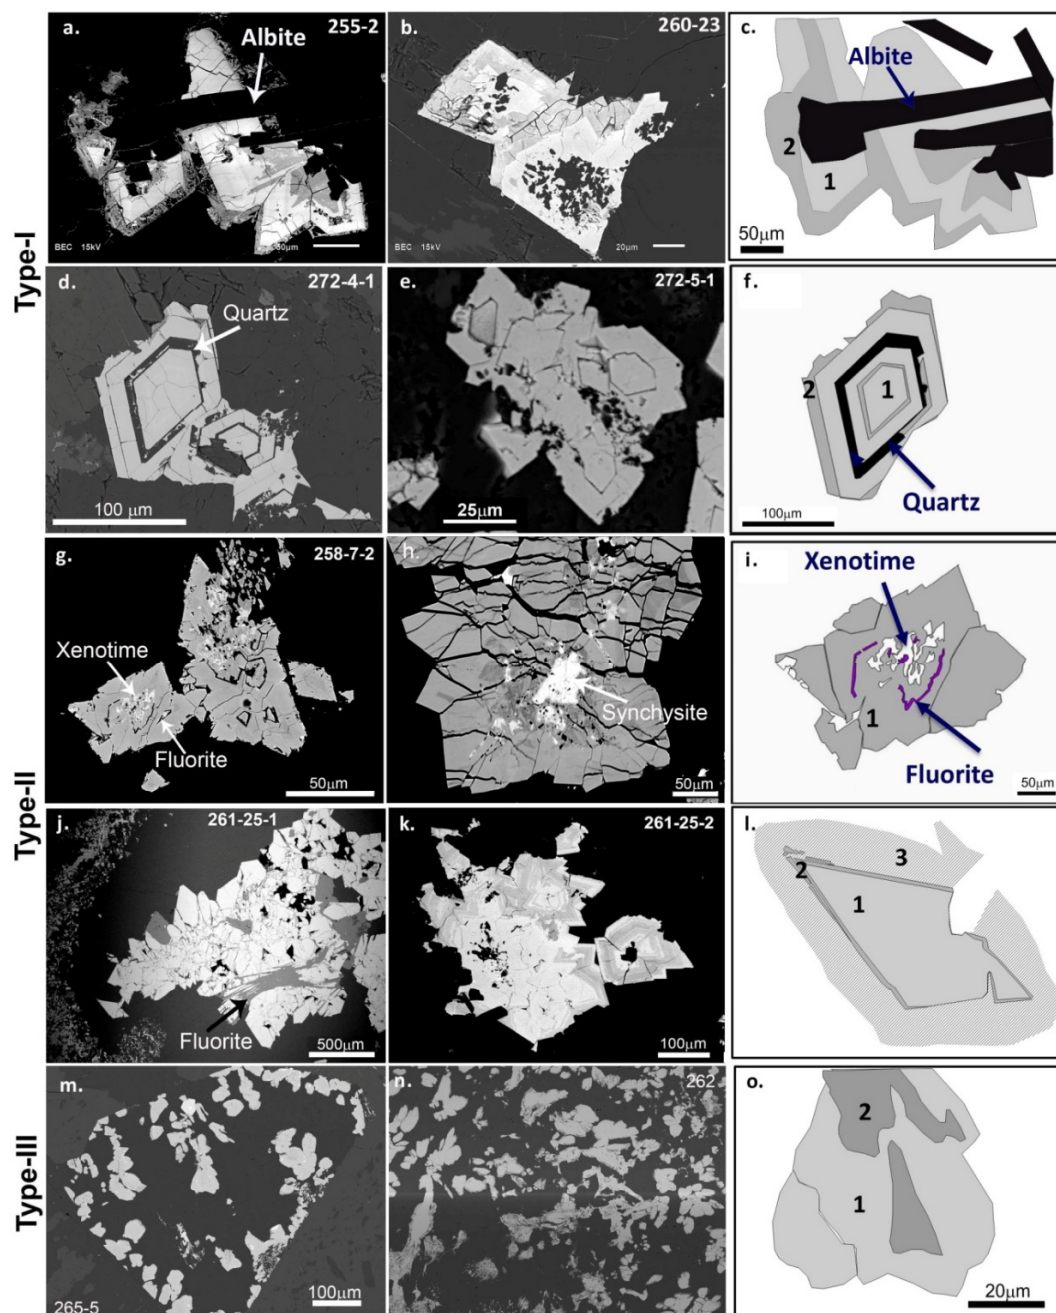 Type-I
a.
255-2
Albite
BEC 15kV
50µm
b.
260-23
BEC 15kV
20µm
c.
Albite
2
1
50µm
d.
272-4-1
Quartz
100 µm
e.
272-5-1
25µm
f.
2
1
Quartz
100µm
Type-II
g.
258-7-2
Xenotime
Fluorite
50µm
h.
Synchysite
50µm
i.
Xenotime
1
Fluorite
50µm
j.
261-25-1
Fluorite
500µm
k.
261-25-2
100µm
l.
3
2
1
Type-III
m.
265-5
100µm
n.
262
o.
2
1
20µm